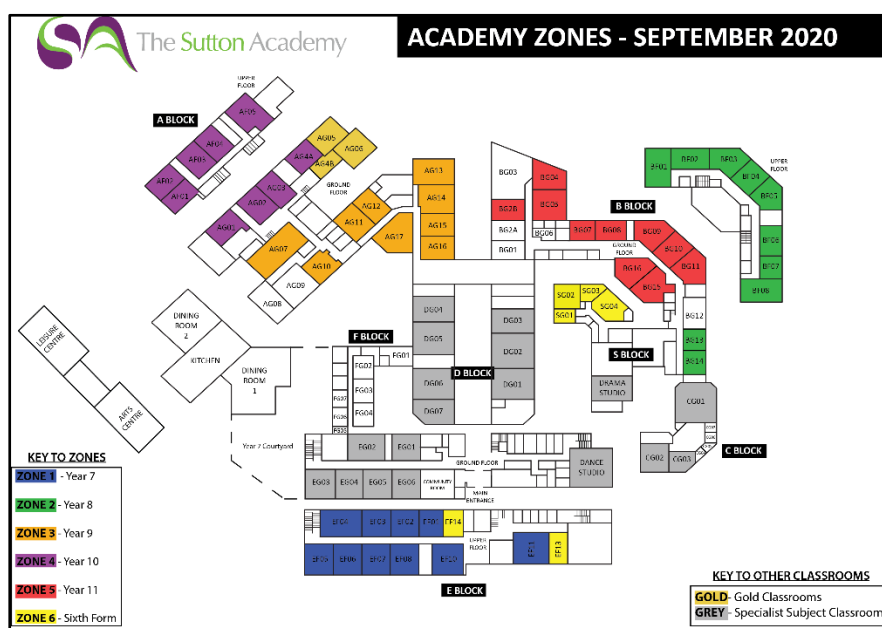 The Sutton Academy
ACADEMY ZONES - SEPTEMBER 2020
UPPER
FLOOR
A BLOCK
AF05
AF04
AF03
AF02
AF01
AG05
AG06
AG4A
AG4B
AG03
AG02
AG01
GROUND
FLOOR
AG07
AG12
AG11
AG10
AG09
AG08
AG17
AG13
AG14
AG15
AG16
BG03
BG04
BG05
BG2B
BG2A
BG01
BG06
B BLOCK
BG07
BG08
BG09
BG10
BG11
GROUND
FLOOR
BG16
BG15
BG12
BG13
BG14
BF01
BF02
BF03
BF04
BF05
BF06
BF07
BF08
UPPER
FLOOR
SG02
SG03
SG04
SG01
S BLOCK
DRAMA
STUDIO
CG01
CG02
CG03
C BLOCK
LEISURE
CENTRE
ARTS
CENTRE
DINING
ROOM
2
KITCHEN
DINING
ROOM
1
F BLOCK
FG01
FG02
FG03
FG04
FG07
FG06
FG05
DG04
DG05
DG06
DG07
D BLOCK
DG03
DG02
DG01
Year 7 Courtyard
EG02
EG01
GROUND FLOOR
EG03
EG04
EG05
EG06
COMMUNITY
ROOM
MAIN
ENTRANCE
DANCE
STUDIO
EF04
EF03
EF02
EF01
EF14
EF05
EF06
EF07
EF08
EF10
UPPER
FLOOR
EF11
EF13
E BLOCK
KEY TO ZONES
ZONE 1 - Year 7
ZONE 2 - Year 8
ZONE 3 - Year 9
ZONE 4 - Year 10
ZONE 5 - Year 11
ZONE 6 - Sixth Form
KEY TO OTHER CLASSROOMS
GOLD - Gold Classrooms
GREY - Specialist Subject Classroom